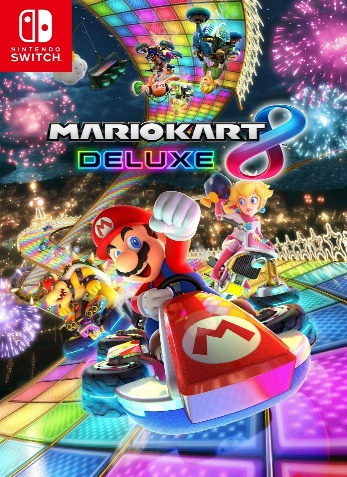 NINTENDO
SWITCH
MARIOKART 8
DELUXE
M
M